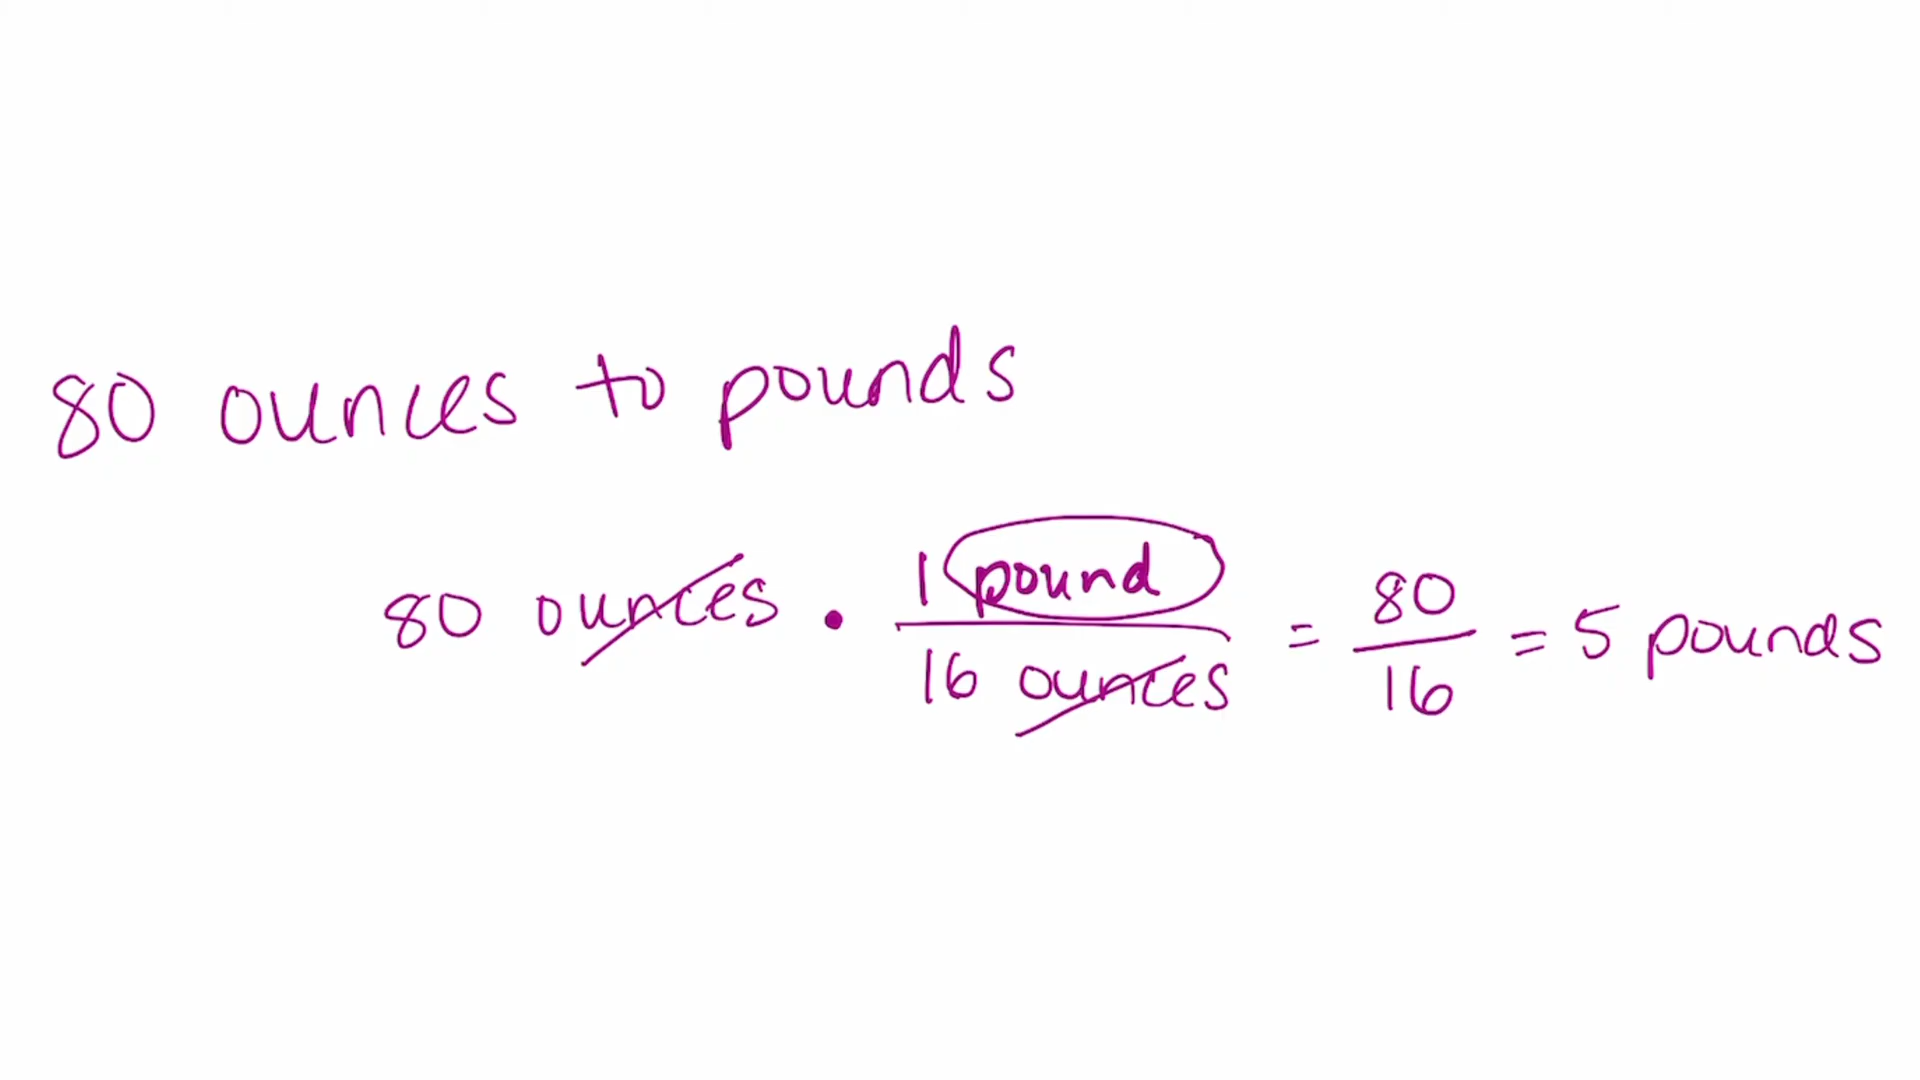 80 ounces to pounds
80 ounces • 1 pound / 16 ounces = 80 / 16 = 5 pounds